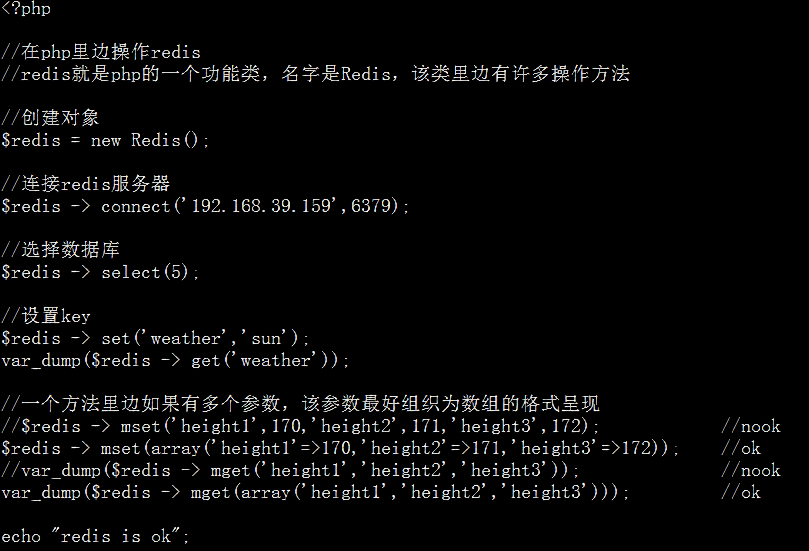 <?php
//在php里边操作redis
//redis就是php的一个功能类，名字是Redis，该类里边有许多操作方法
//创建对象
$redis = new Redis();
//连接redis服务器
$redis -> connect('192.168.39.159',6379);
//选择数据库
$redis -> select(5);
//设置key
$redis -> set('weather','sun');
var_dump($redis -> get('weather'));
//一个方法里边如果有多个参数，该参数最好组织为数组的格式呈现
//$redis -> mset('height1',170,'height2',171,'height3',172); //nook
$redis -> mset(array('height1'=>170,'height2'=>171,'height3'=>172)); //ok
//var_dump($redis -> mget('height1','height2','height3')); //nook
var_dump($redis -> mget(array('height1','height2','height3'))); //ok
echo "redis is ok";